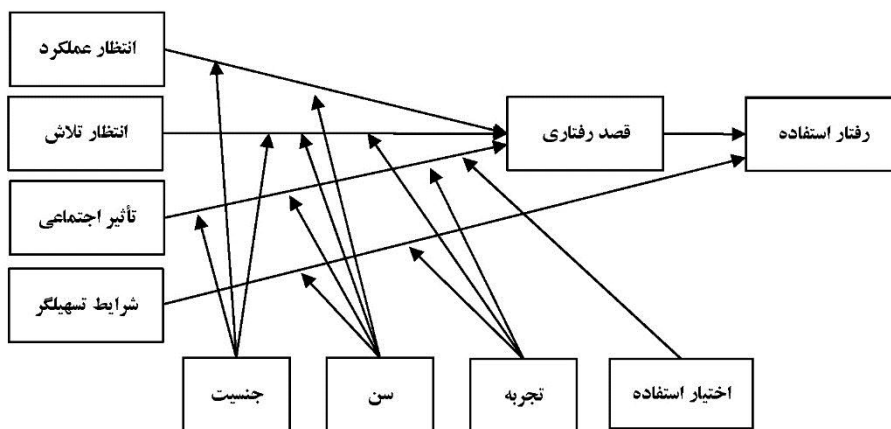 انتظار عملکرد
انتظار تلاش
قصد رفتاری
رفتار استفاده
تأثیر اجتماعی
شرایط تسهیلگر
جنسیت
سن
تجربه
اختیار استفاده